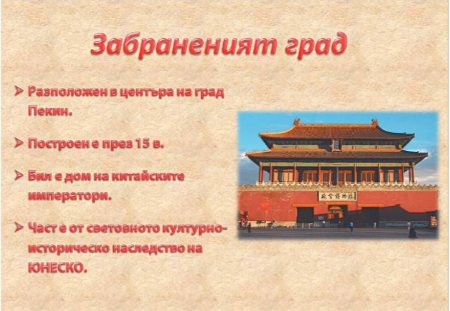 Забраненият град
➢ Разположен в центъра на град
Пекин.
➢ Построен е през 15 в.
➢ Бил е дом на китайските
императори.
➢ Част е от световното културно-
историческо наследство на
ЮНЕСКО.